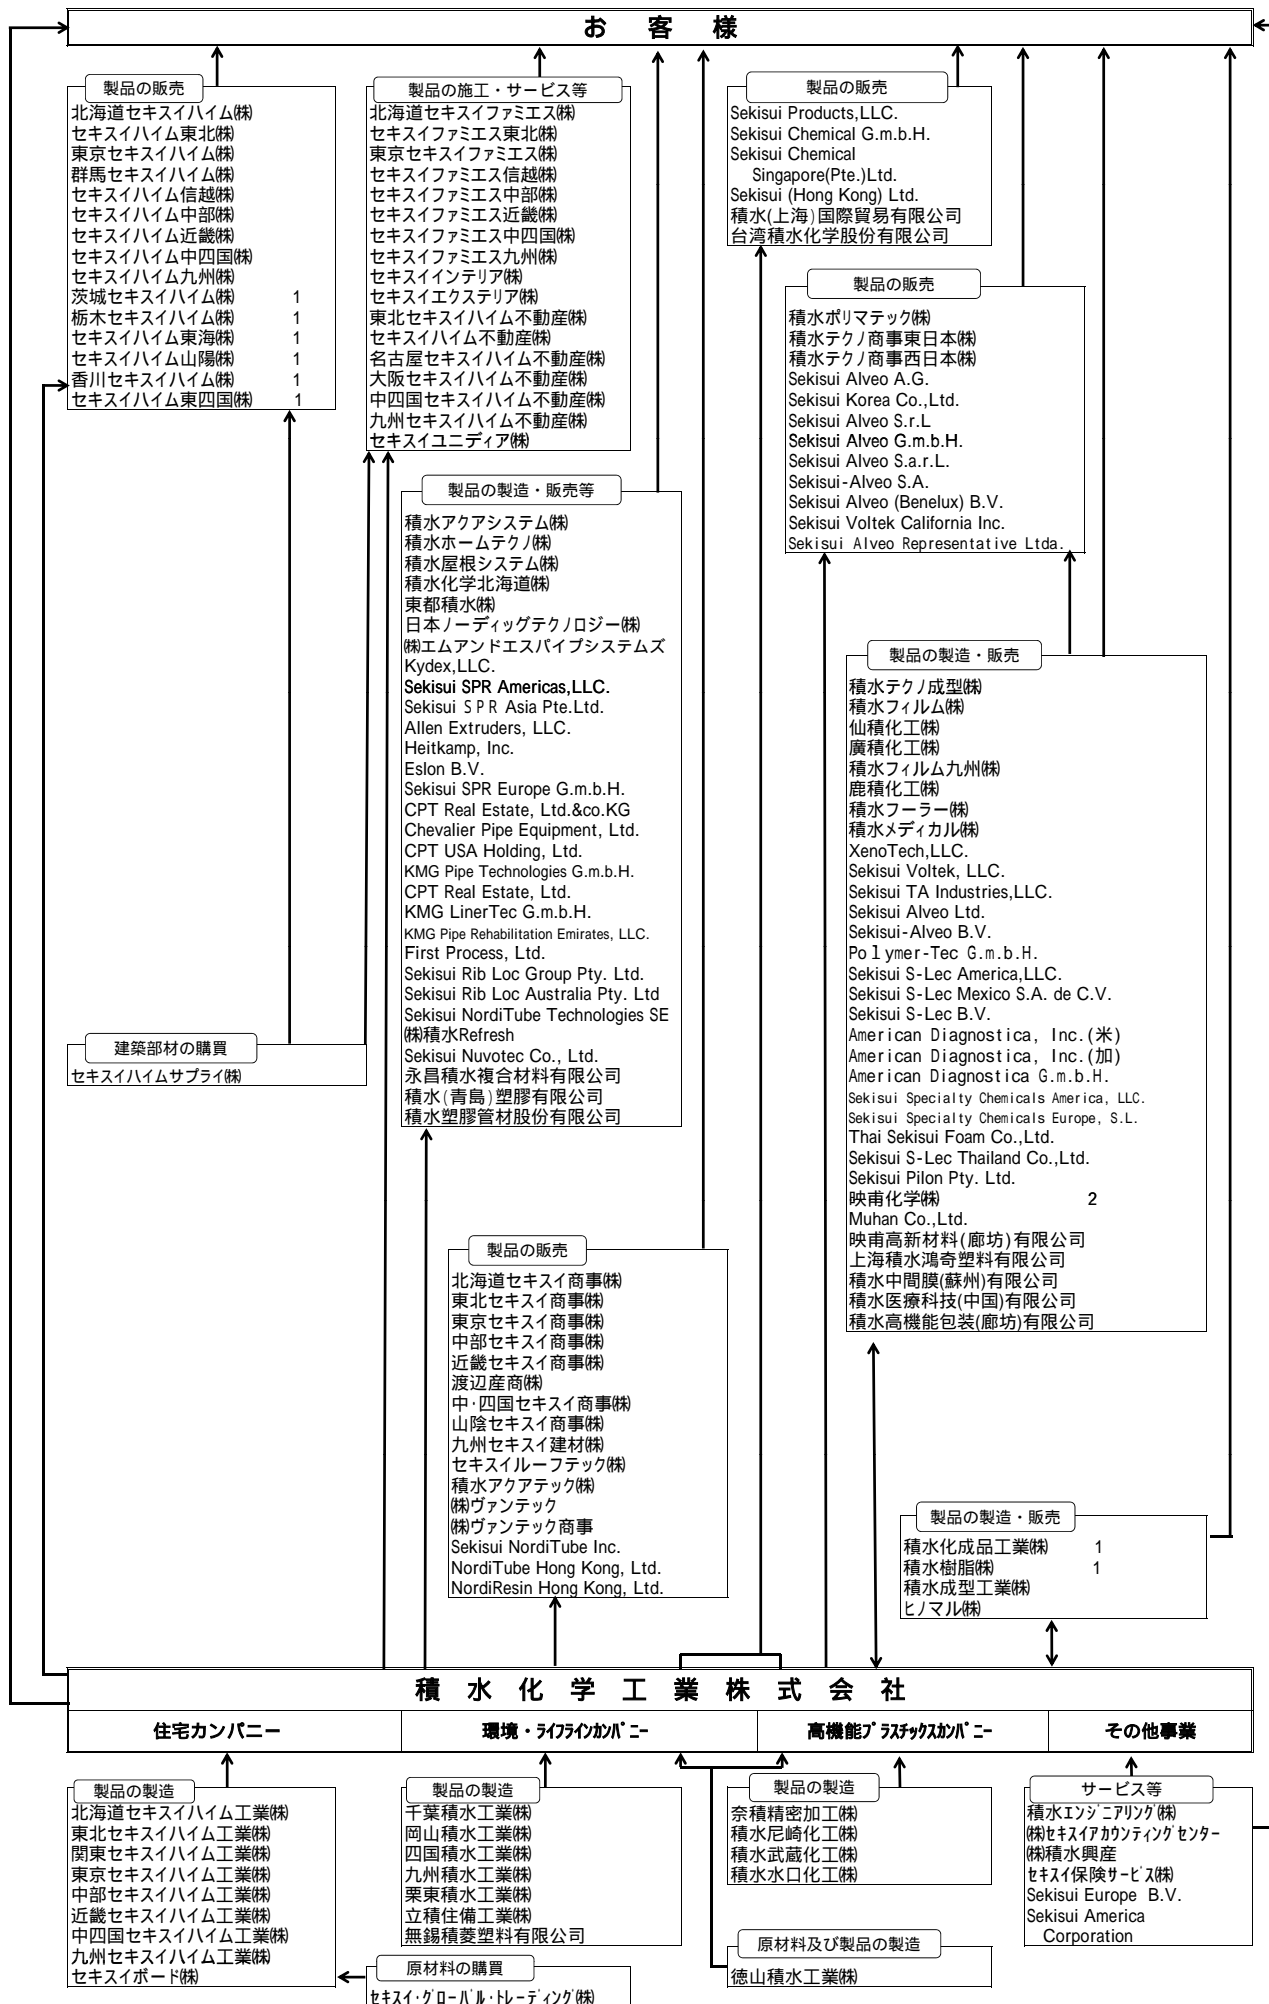 お客様
製品の販売
北海道セキスイハイム㈱
セキスイハイム東北㈱
東京セキスイハイム㈱
群馬セキスイハイム㈱
セキスイハイム信越㈱
セキスイハイム中部㈱
セキスイハイム近畿㈱
セキスイハイム中四国㈱
セキスイハイム九州㈱
茨城セキスイハイム㈱ 1
栃木セキスイハイム㈱ 1
セキスイハイム東海㈱ 1
セキスイハイム山陽㈱ 1
香川セキスイハイム㈱ 1
セキスイハイム東四国㈱ 1
製品の施工・サービス等
北海道セキスイファミエス㈱
セキスイファミエス東北㈱
東京セキスイファミエス㈱
セキスイファミエス信越㈱
セキスイファミエス中部㈱
セキスイファミエス近畿㈱
セキスイファミエス中四国㈱
セキスイファミエス九州㈱
セキスイインテリア㈱
セキスイエクステリア㈱
東北セキスイハイム不動産㈱
セキスイハイム不動産㈱
名古屋セキスイハイム不動産㈱
大阪セキスイハイム不動産㈱
中四国セキスイハイム不動産㈱
九州セキスイハイム不動産㈱
セキスイユニディア㈱
製品の販売
Sekisui Products,LLC.
Sekisui Chemical G.m.b.H.
Sekisui Chemical
Singapore(Pte.)Ltd.
Sekisui (Hong Kong) Ltd.
積水(上海)国際貿易有限公司
台湾積水化学股份有限公司
製品の販売
積水ポリマテック㈱
積水テクノ商事東日本㈱
積水テクノ商事西日本㈱
Sekisui Alveo A.G.
Sekisui Korea Co.,Ltd.
Sekisui Alveo S.r.L
Sekisui Alveo G.m.b.H.
Sekisui Alveo S.a.r.L.
Sekisui-Alveo S.A.
Sekisui Alveo (Benelux) B.V.
Sekisui Voltek California Inc.
Sekisui Alveo Representative Ltda.
製品の製造・販売等
積水アクアシステム㈱
積水ホームテクノ㈱
積水屋根システム㈱
積水化学北海道㈱
東都積水㈱
日本ノーディッグテクノロジー㈱
㈱エムアンドエスパイプシステムズ
Kydex,LLC.
Sekisui SPR Americas,LLC.
Sekisui SPR Asia Pte.Ltd.
Allen Extruders, LLC.
Heitkamp, Inc.
Eslon B.V.
Sekisui SPR Europe G.m.b.H.
CPT Real Estate, Ltd.&co.KG
Chevalier Pipe Equipment, Ltd.
CPT USA Holding, Ltd.
KMG Pipe Technologies G.m.b.H.
CPT Real Estate, Ltd.
KMG LinerTec G.m.b.H.
KMG Pipe Rehabilitation Emirates, LLC.
First Process, Ltd.
Sekisui Rib Loc Group Pty. Ltd.
Sekisui Rib Loc Australia Pty. Ltd
Sekisui NordiTube Technologies SE
㈱積水Refresh
Sekisui Nuvotec Co., Ltd.
永昌積水複合材料有限公司
積水(青島)塑膠有限公司
積水塑膠管材股份有限公司
製品の製造・販売
積水テクノ成型㈱
積水フィルム㈱
仙積化工㈱
廣積化工㈱
積水フィルム九州㈱
鹿積化工㈱
積水フーラー㈱
積水メディカル㈱
XenoTech,LLC.
Sekisui Voltek, LLC.
Sekisui TA Industries,LLC.
Sekisui Alveo Ltd.
Sekisui-Alveo B.V.
Polymer-Tec G.m.b.H.
Sekisui S-Lec America,LLC.
Sekisui S-Lec Mexico S.A. de C.V.
Sekisui S-Lec B.V.
American Diagnostica, Inc.(米)
American Diagnostica, Inc.(加)
American Diagnostica G.m.b.H.
Sekisui Specialty Chemicals America, LLC.
Sekisui Specialty Chemicals Europe, S.L.
Thai Sekisui Foam Co.,Ltd.
Sekisui S-Lec Thailand Co.,Ltd.
Sekisui Pilon Pty. Ltd.
映甫化学㈱ 2
Muhan Co.,Ltd.
映甫高新材料(廊坊)有限公司
上海積水鴻奇塑料有限公司
積水中間膜(蘇州)有限公司
積水医療科技(中国)有限公司
積水高機能包装(廊坊)有限公司
建築部材の購買
セキスイハイムサプライ㈱
製品の販売
北海道セキスイ商事㈱
東北セキスイ商事㈱
東京セキスイ商事㈱
中部セキスイ商事㈱
近畿セキスイ商事㈱
渡辺産商㈱
中・四国セキスイ商事㈱
山陰セキスイ商事㈱
九州セキスイ建材㈱
セキスイルーフテック㈱
積水アクアテック㈱
㈱ヴァンテック
㈱ヴァンテック商事
Sekisui NordiTube Inc.
NordiTube Hong Kong, Ltd.
NordiResin Hong Kong, Ltd.
製品の製造・販売
積水化成品工業㈱ 1
積水樹脂㈱ 1
積水成型工業㈱
ヒノマル㈱
積水化学工業株式会社
住宅カンパニー
環境・ライフラインカンパニー
高機能プラスチックスカンパニー
その他事業
製品の製造
北海道セキスイハイム工業㈱
東北セキスイハイム工業㈱
関東セキスイハイム工業㈱
東京セキスイハイム工業㈱
中部セキスイハイム工業㈱
近畿セキスイハイム工業㈱
中四国セキスイハイム工業㈱
九州セキスイハイム工業㈱
セキスイボード㈱
製品の製造
千葉積水工業㈱
岡山積水工業㈱
四国積水工業㈱
九州積水工業㈱
栗東積水工業㈱
立積住備工業㈱
無錫積菱塑料有限公司
製品の製造
奈積精密加工㈱
積水尼崎化工㈱
積水武蔵化工㈱
積水水口化工㈱
サービス等
積水エンジニアリング㈱
㈱セキスイアカウンティングセンター
㈱積水興産
セキスイ保険サービス㈱
Sekisui Europe B.V.
Sekisui America
Corporation
原材料の購買
セキスイ・グローバル・トレーディング㈱
原材料及び製品の製造
徳山積水工業㈱